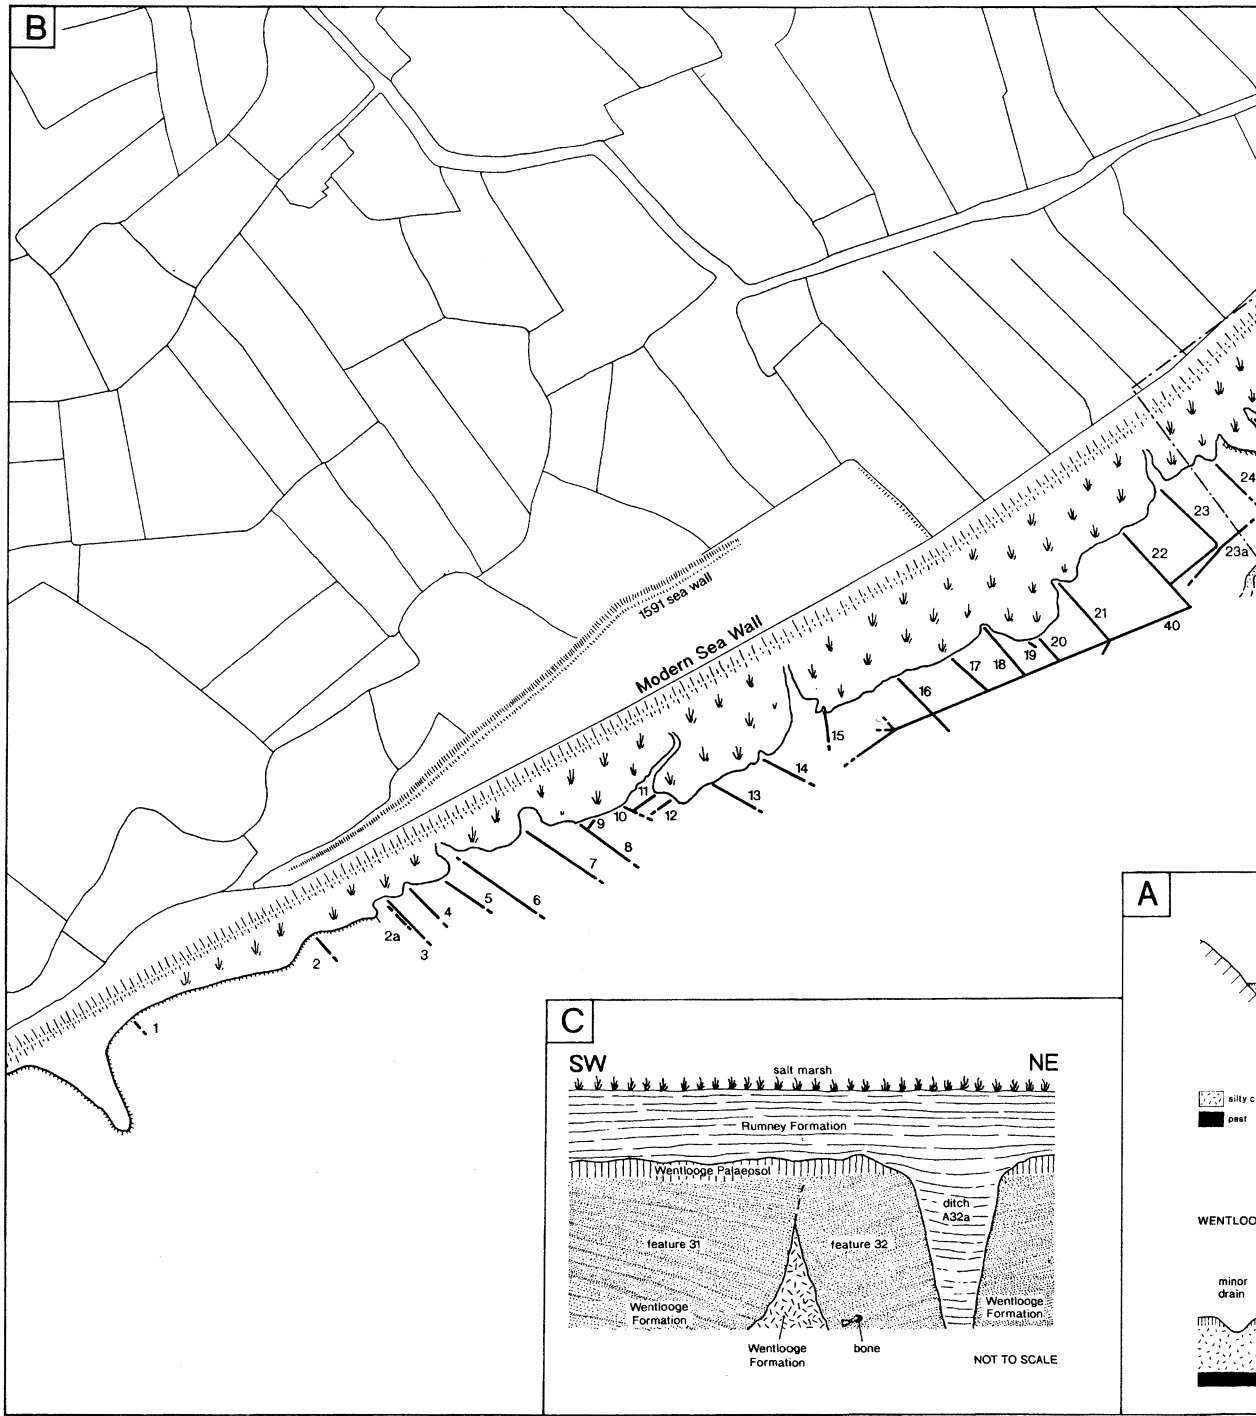 B
1591 sea wall
Modern Sea Wall
24
23
22
23a
21
40
20
19
18
17
16
15
14
13
12
11
10
9
8
7
6
5
4
3
2a
2
1
A
silty c
peat
WENTLOO
minor
drain
C
SW
NE
salt marsh
Rumney Formation
Wentlooge Palaeosol
ditch
A32a
feature 31
feature 32
Wentlooge
Formation
Wentlooge
Formation
Wentlooge
Formation
bone
NOT TO SCALE